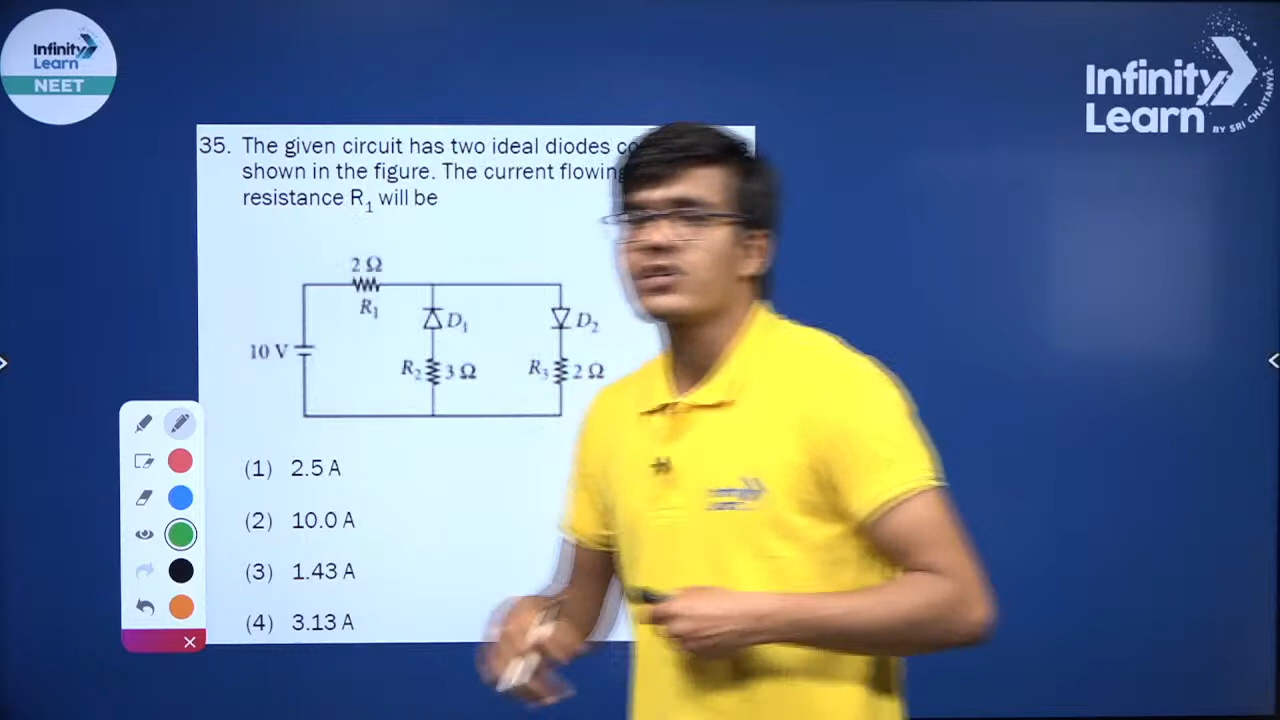 Infinity
Learn
NEET
Infinity
Learn
BY SRI CHAITANYA
35. The given circuit has two ideal diodes
shown in the figure. The current
resistance R₁ will be
2 Ω
R₁
D₁
D₂
10 V
R₂ 3 Ω
R₃ 2 Ω
(1) 2.5 A
(2) 10.0 A
(3) 1.43 A
(4) 3.13 A